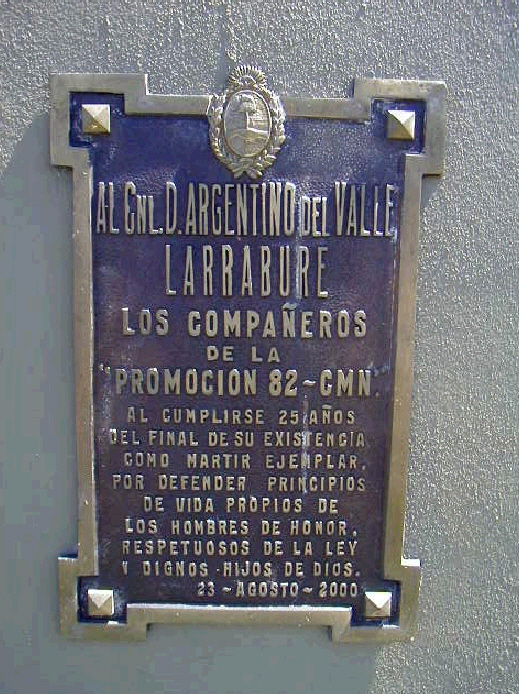 AL CNL. D. ARGENTINO DEL VALLE
LARRABURE
LOS COMPAÑEROS
DE LA
"PROMOCION 82~CMN"
AL CUMPLIRSE 25 AÑOS
DEL FINAL DE SU EXISTENCIA
COMO MARTIR EJEMPLAR,
POR DEFENDER PRINCIPIOS
DE VIDA PROPIOS DE
LOS HOMBRES DE HONOR,
RESPETUOSOS DE LA LEY
Y DIGNOS HIJOS DE DIOS.
23~AGOSTO~2000